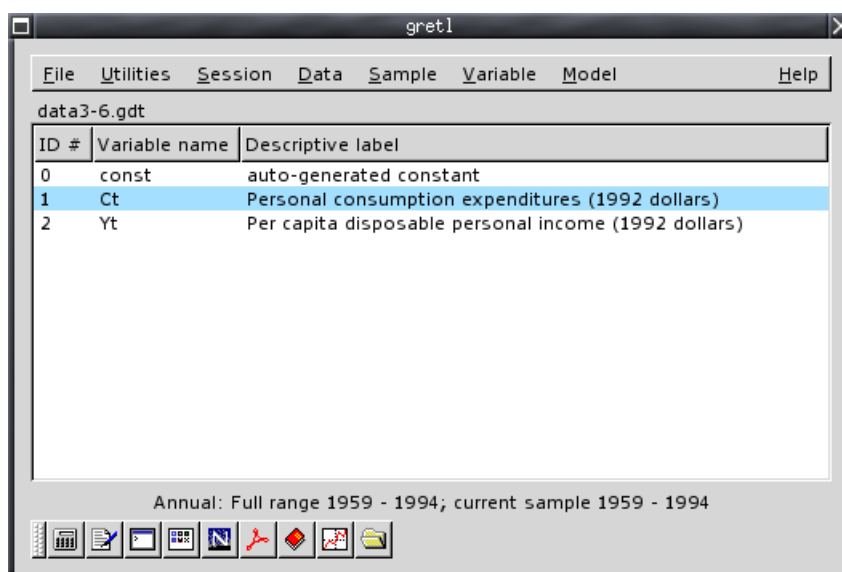 gretl
File Utilities Session Data Sample Variable Model Help
data3-6.gdt
ID # Variable name Descriptive label
0 const auto-generated constant
1 Ct Personal consumption expenditures (1992 dollars)
2 Yt Per capita disposable personal income (1992 dollars)
Annual: Full range 1959 - 1994; current sample 1959 - 1994
N